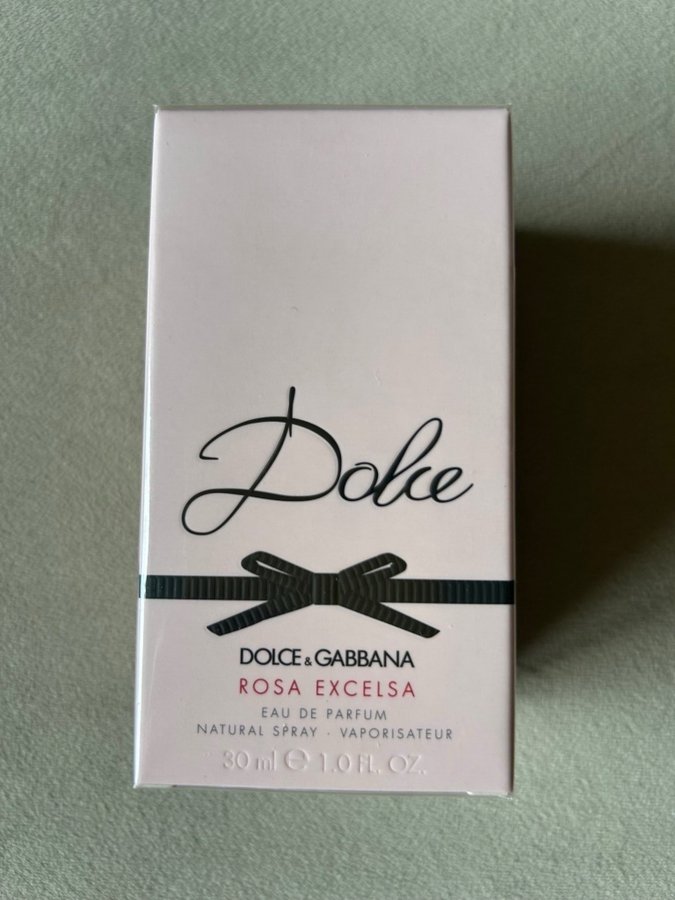 Dolce
DOLCE & GABBANA
ROSA EXCELSA
EAU DE PARFUM
NATURAL SPRAY · VAPORISATEUR
30 ml ℮ 1.0 FL. OZ.